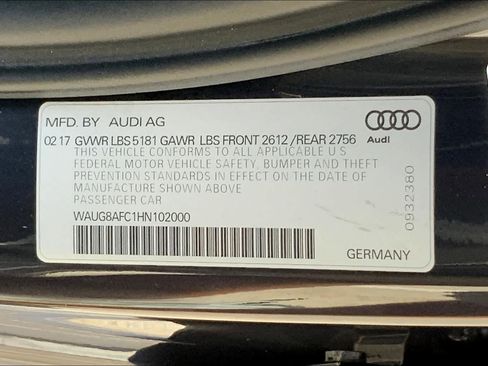 MFD. BY AUDI AG
02 17 GVWR LBS 5181 GAWR LBS FRONT 2612 /REAR 2756
Audi
THIS VEHICLE CONFORMS TO ALL APPLICABLE U S
FEDERAL MOTOR VEHICLE SAFETY, BUMPER AND THEFT
PREVENTION STANDARDS IN EFFECT ON THE DATE OF
MANUFACTURE SHOWN ABOVE
PASSENGER CAR
WAUG8AFC1HN102000
GERMANY
0932380